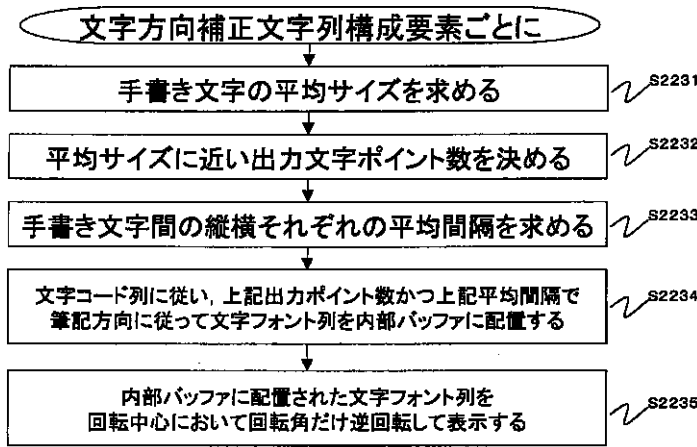 文字方向補正文字列構成要素ごとに
手書き文字の平均サイズを求める
S2231
平均サイズに近い出力文字ポイント数を決める
S2232
手書き文字間の縦横それぞれの平均間隔を求める
S2233
文字コード列に従い，上記出力ポイント数かつ上記平均間隔で
筆記方向に従って文字フォント列を内部バッファに配置する
S2234
内部バッファに配置された文字フォント列を
回転中心において回転角だけ逆回転して表示する
S2235